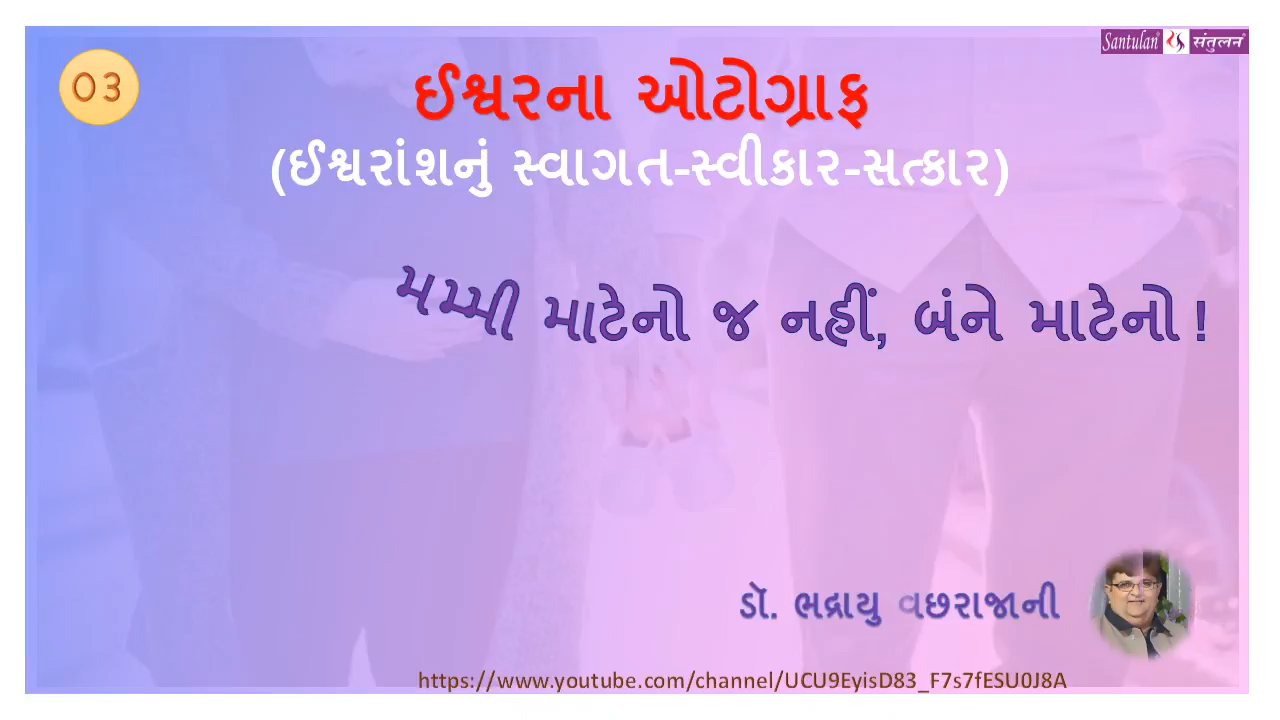 Santulan® संतुलन®
03
ઈશ્વરના ઓટોગ્રાફ
(ઈશ્વરાંશનું સ્વાગત-સ્વીકાર-સત્કાર)
મમ્મી માટેનો જ નહીં, બંને માટેનો !
ડૉ. ભદ્રાયુ વછરાજાની
https://www.youtube.com/channel/UCU9EyisD83_F7s7fESU0J8A